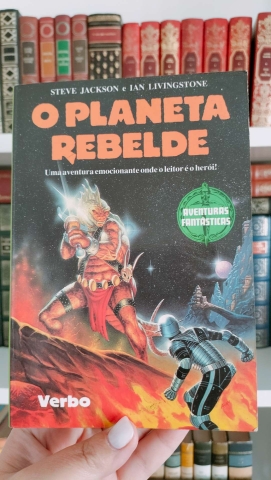 STEVE JACKSON e IAN LIVINGSTONE
O PLANETA
REBELDE
Uma aventura emocionante onde o leitor é o herói!
AVENTURAS
FANTÁSTICAS
Verbo